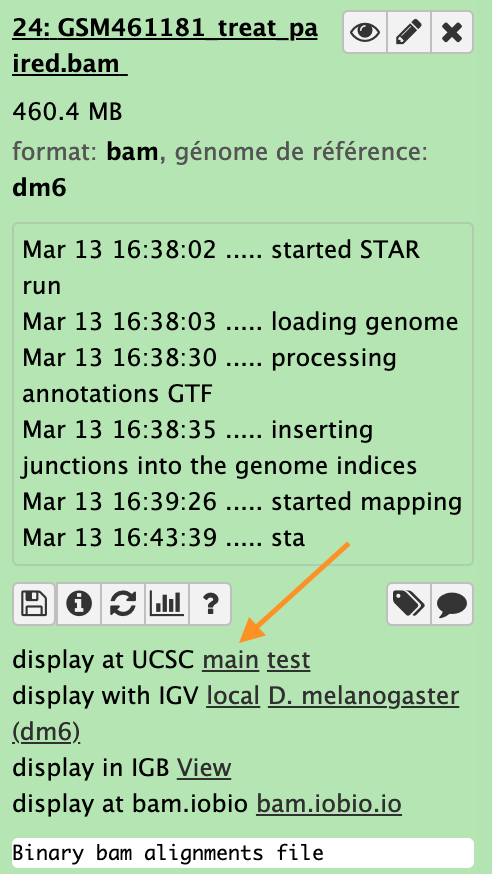 24: GSM461181_treat_pa
ired.bam
460.4 MB
format: bam, génome de référence:
dm6
Mar 13 16:38:02 ..... started STAR
run
Mar 13 16:38:03 ..... loading genome
Mar 13 16:38:30 ..... processing
annotations GTF
Mar 13 16:38:35 ..... inserting
junctions into the genome indices
Mar 13 16:39:26 ..... started mapping
Mar 13 16:43:39 ..... sta
?
display at UCSC main test
display with IGV local D. melanogaster
(dm6)
display in IGB View
display at bam.iobio bam.iobio.io
Binary bam alignments file